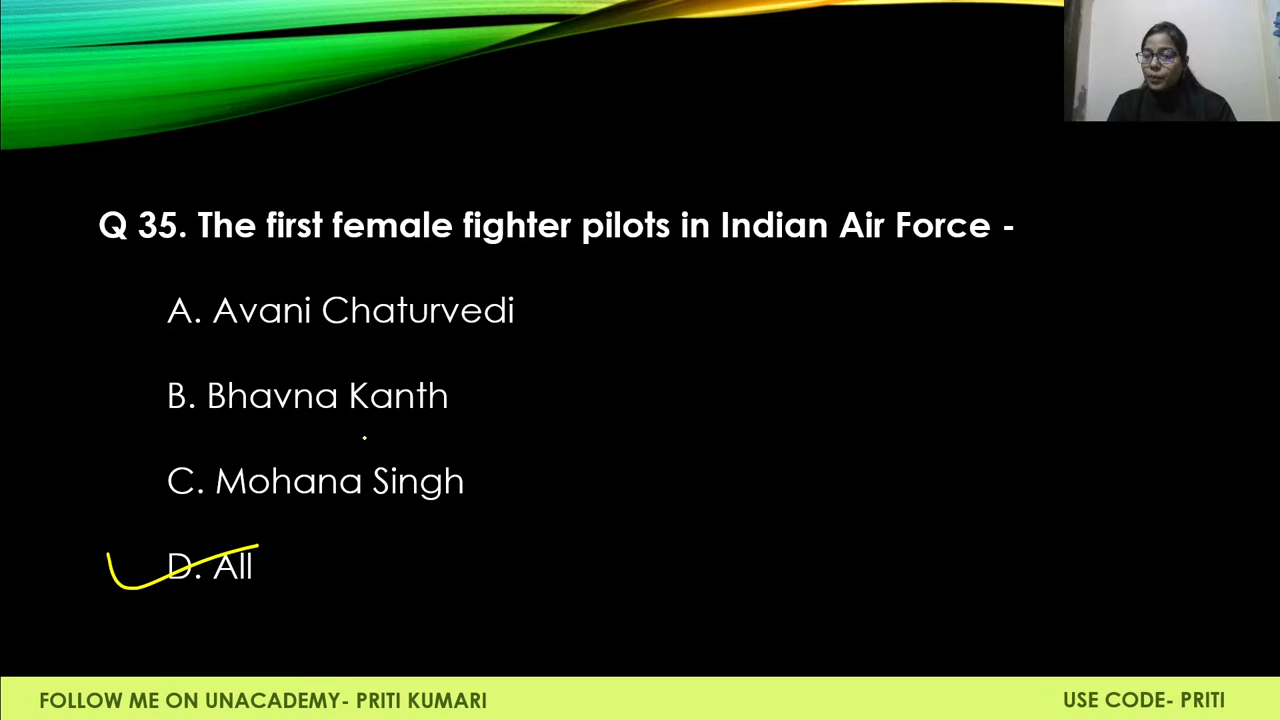 Q 35. The first female fighter pilots in Indian Air Force -
A. Avani Chaturvedi
B. Bhavna Kanth
C. Mohana Singh
D. All
FOLLOW ME ON UNACADEMY- PRITI KUMARI
USE CODE- PRITI